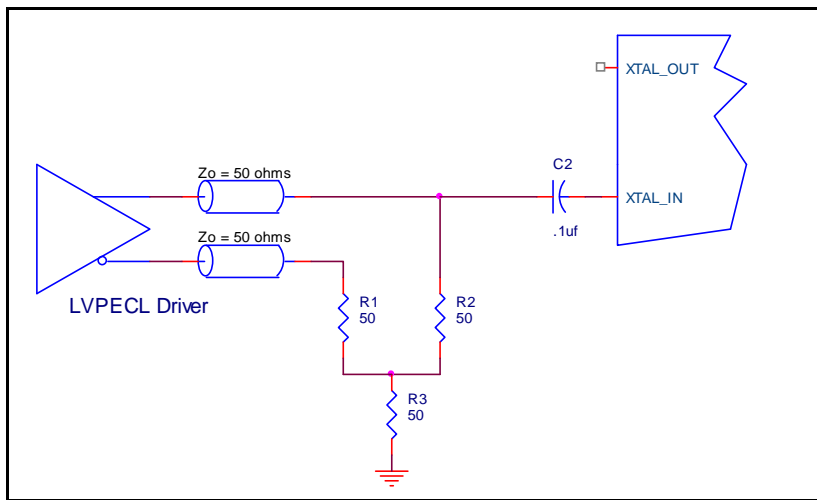 XTAL_OUT
Zo = 50 ohms
C2
XTAL_IN
.1uf
Zo = 50 ohms
LVPECL Driver
R1
50
R2
50
R3
50